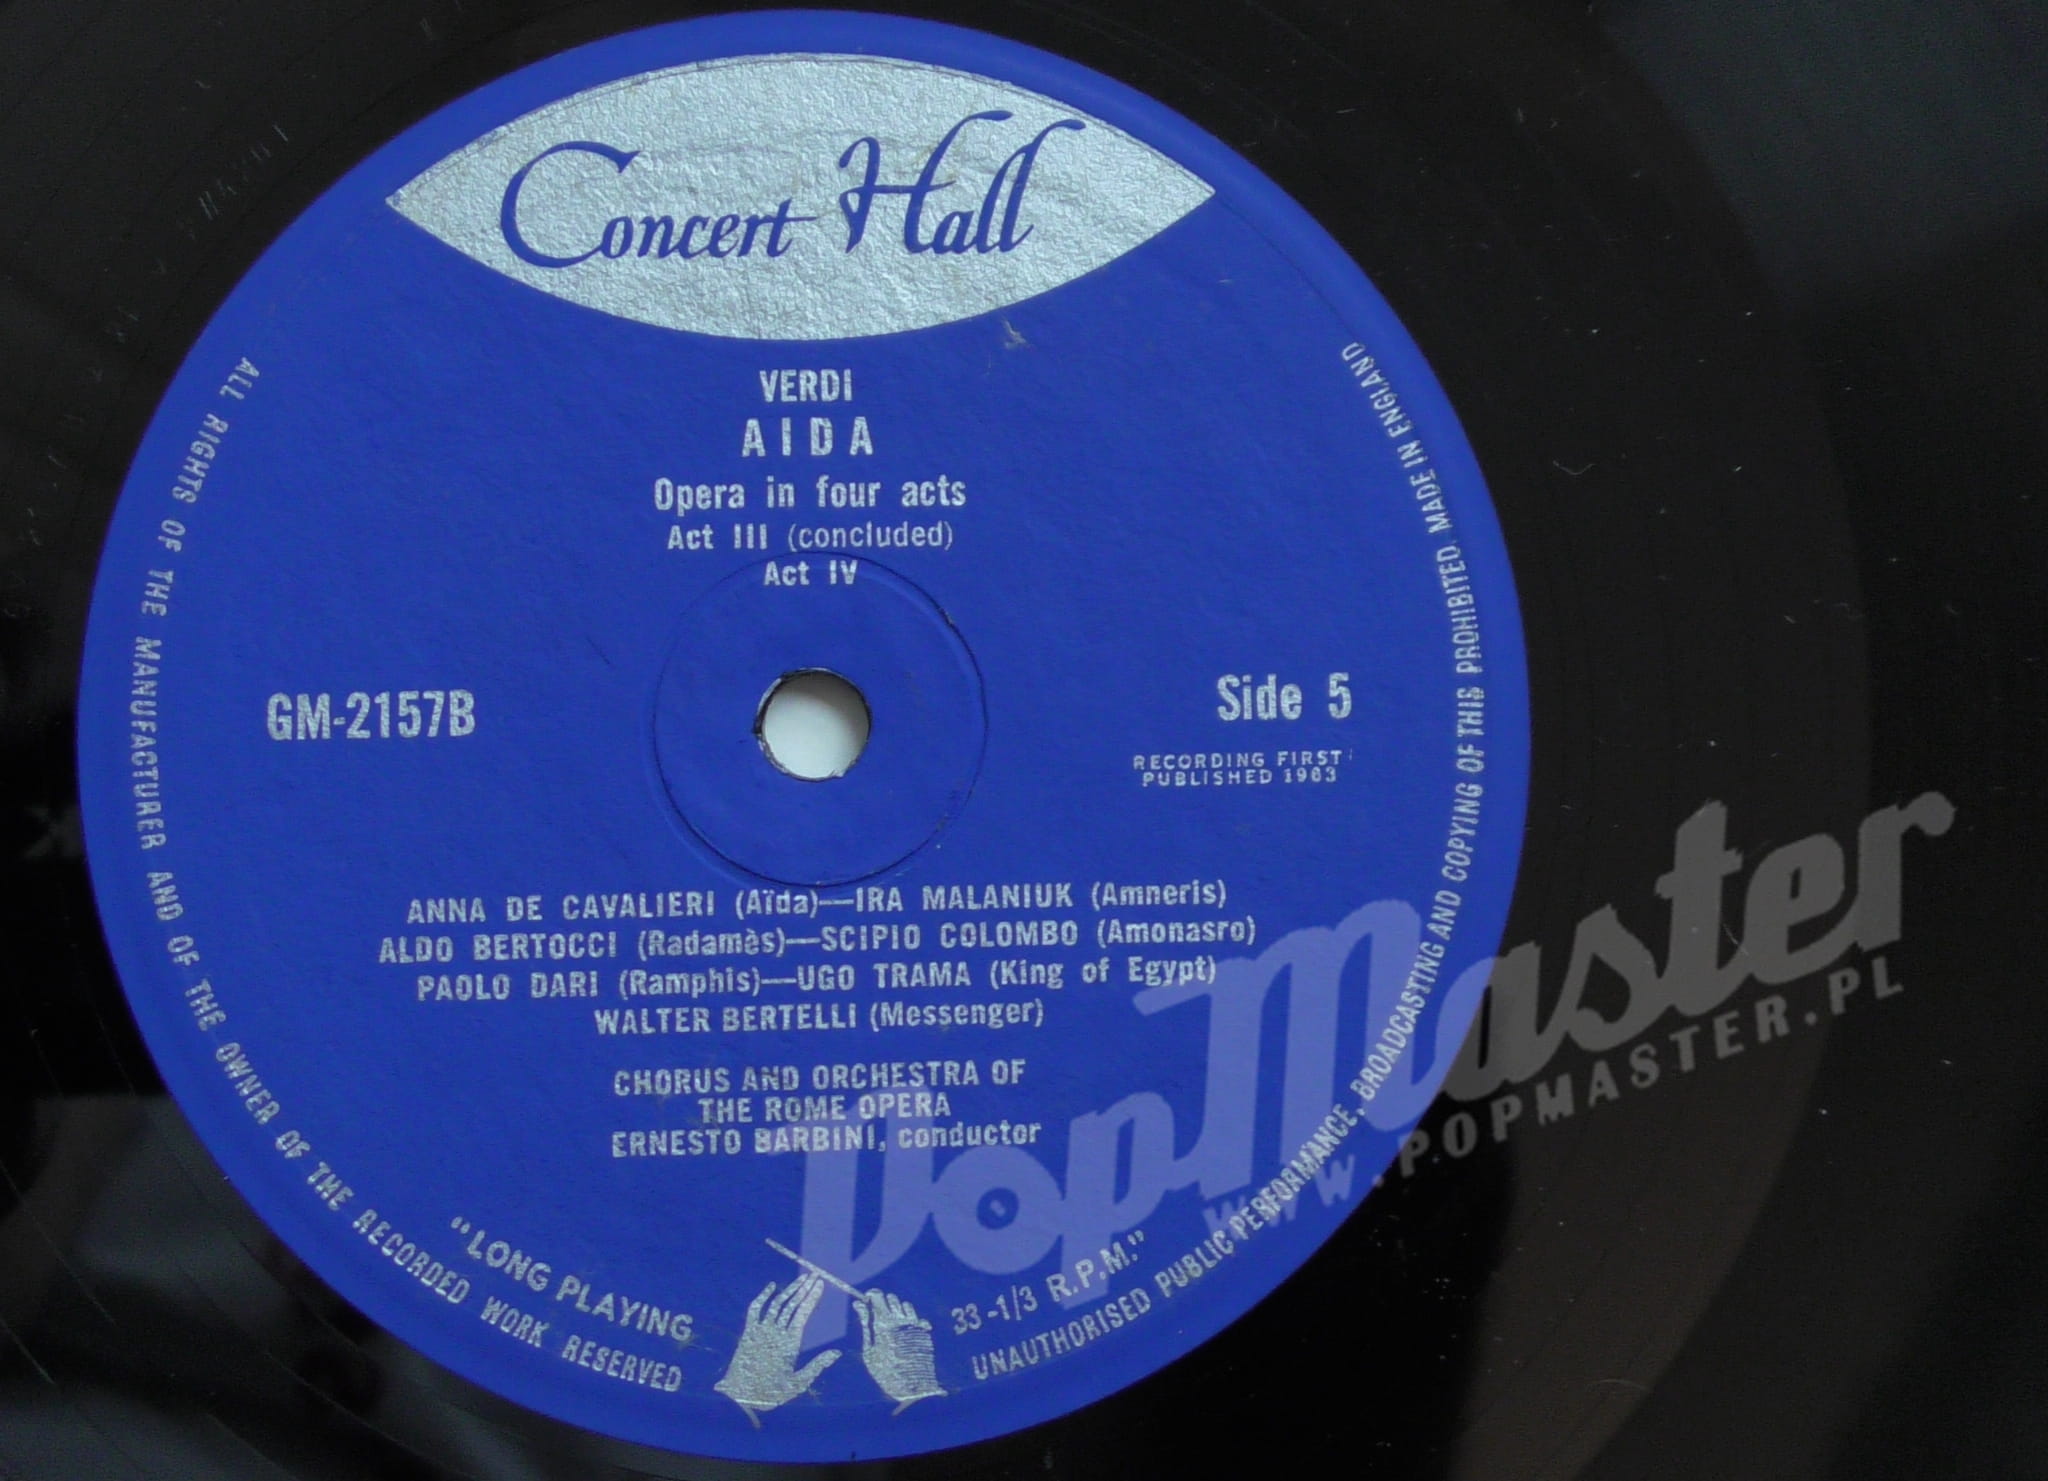 Concert Hall
VERDI
AIDA
Opera in four acts
Act III (concluded)
Act IV
GM-2157B
Side 5
RECORDING FIRST
PUBLISHED 1963
ANNA DE CAVALIERI (Aïda)—IRA MALANIUK (Amneris)
ALDO BERTOCCI (Radamès)—SCIPIO COLOMBO (Amonasro)
PAOLO DARI (Ramphis)—UGO TRAMA (King of Egypt)
WALTER BERTELLI (Messenger)
CHORUS AND ORCHESTRA OF
THE ROME OPERA
ERNESTO BARBINI, conductor
"LONG PLAYING 33-1/3 R.P.M."
ALL RIGHTS OF THE MANUFACTURER AND OF THE OWNER OF THE RECORDED WORK RESERVED
UNAUTHORISED PUBLIC PERFORMANCE, BROADCASTING AND COPYING OF THIS PROHIBITED. MADE IN ENGLAND
PopMaster
WWW.POPMASTER.PL